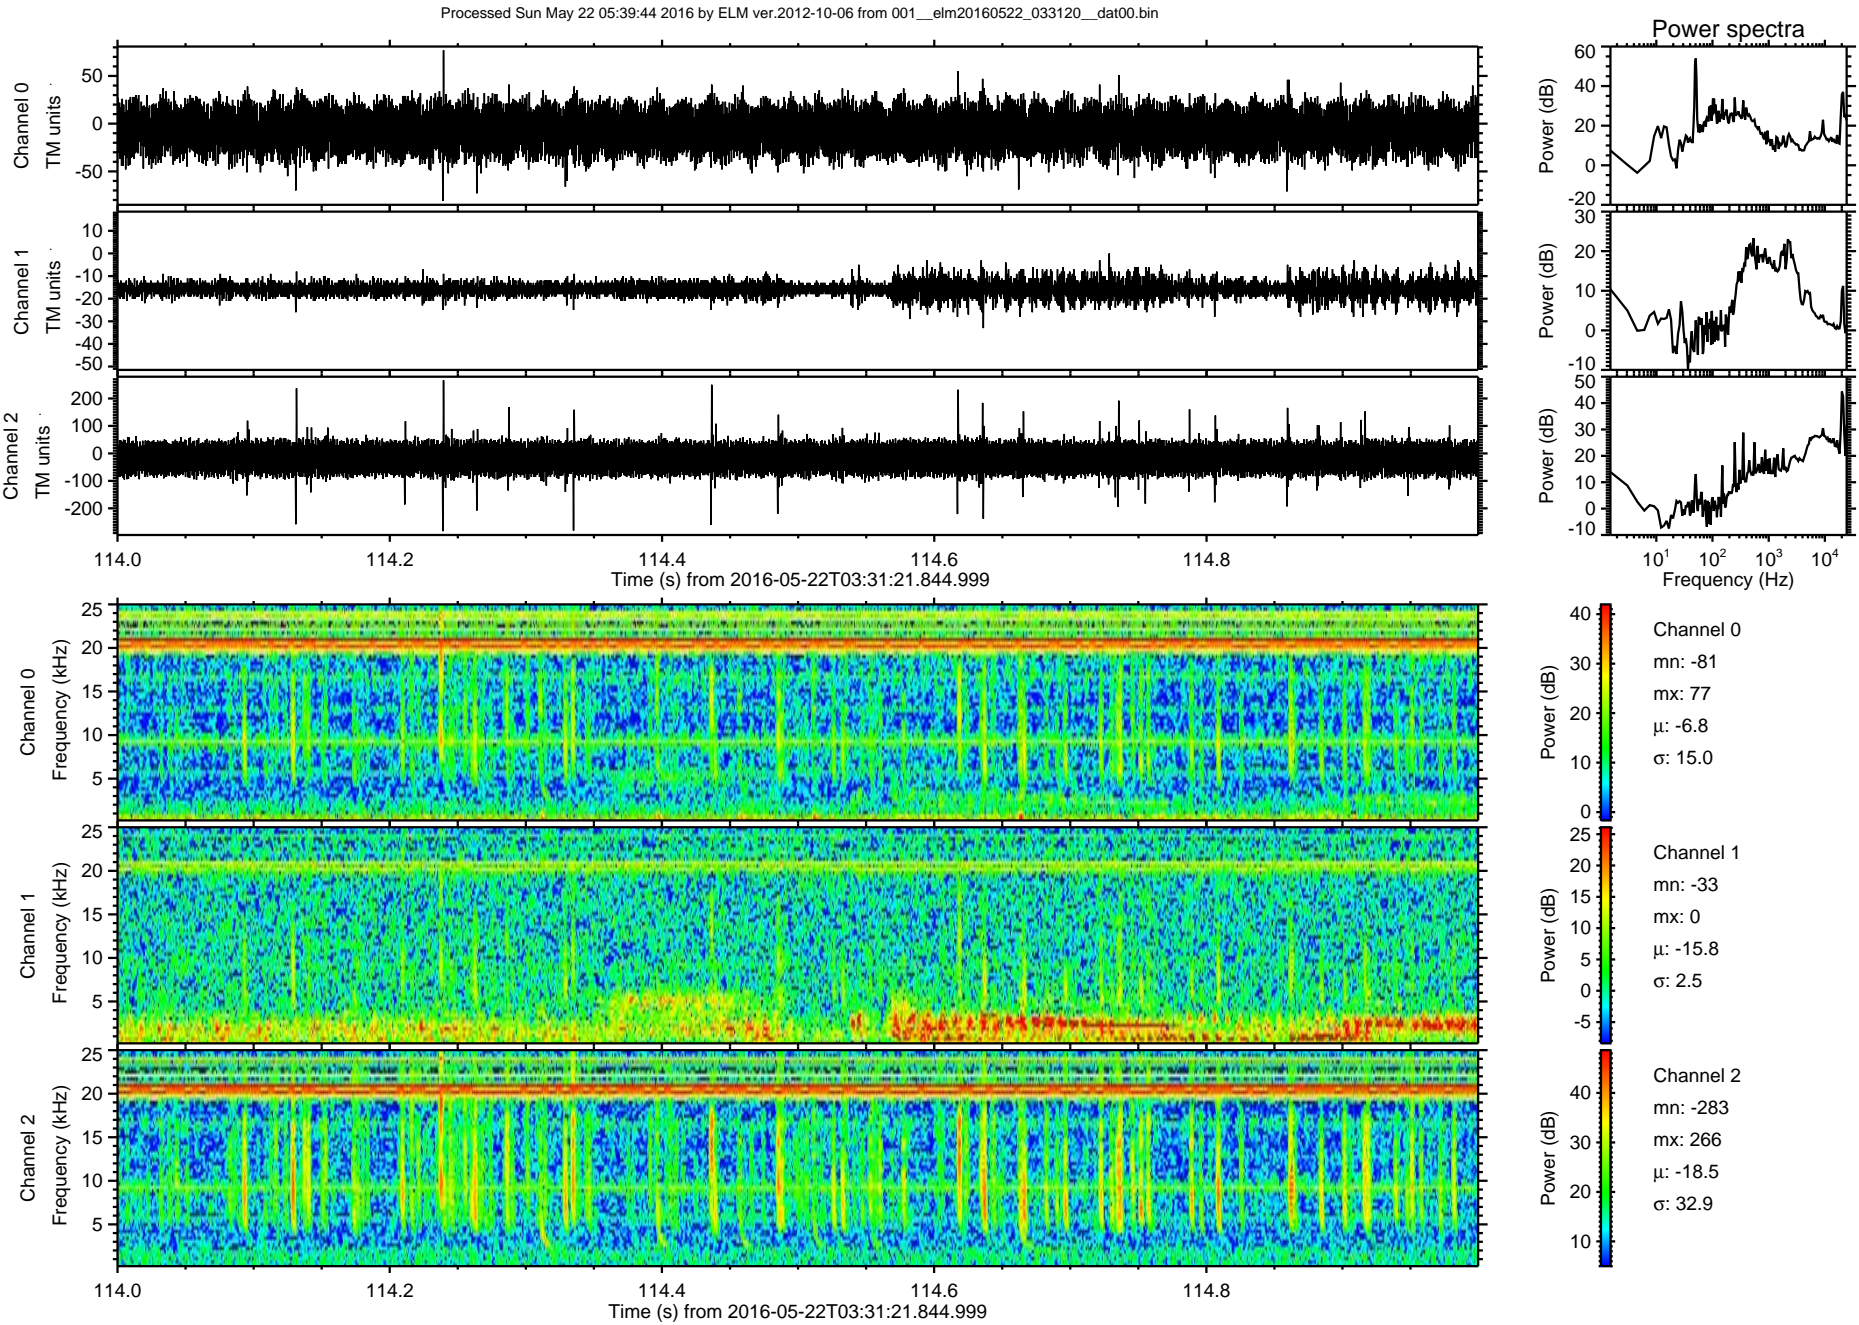 Processed Sun May 22 05:39:44 2016 by ELM ver.2012-10-06 from 001__elm20160522_033120__dat00.bin
Power spectra
Channel 0
TM units
50
0
-50
Power (dB)
60
40
20
0
-20
Channel 1
TM units
10
0
-10
-20
-30
-40
-50
Power (dB)
30
20
10
0
-10
Channel 2
TM units
200
100
0
-100
-200
Power (dB)
50
40
30
20
10
0
-10
114.0 114.2 114.4 114.6 114.8
Time (s) from 2016-05-22T03:31:21.844.999
10¹ 10² 10³ 10⁴
Frequency (Hz)
Channel 0
Frequency (kHz)
25
20
15
10
5
Power (dB)
40
30
20
10
0
Channel 0
mn: -81
mx: 77
μ: -6.8
σ: 15.0
Channel 1
Frequency (kHz)
25
20
15
10
5
Power (dB)
25
20
15
10
5
0
-5
Channel 1
mn: -33
mx: 0
μ: -15.8
σ: 2.5
Channel 2
Frequency (kHz)
25
20
15
10
5
Power (dB)
40
30
20
10
Channel 2
mn: -283
mx: 266
μ: -18.5
σ: 32.9
114.0 114.2 114.4 114.6 114.8
Time (s) from 2016-05-22T03:31:21.844.999